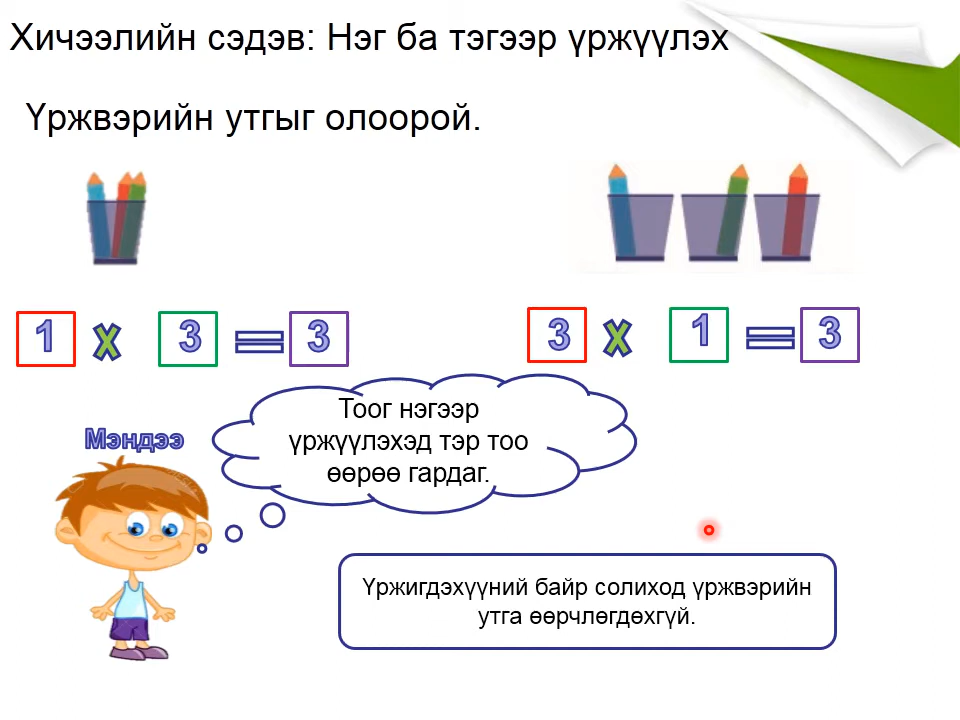 Хичээлийн сэдэв: Нэг ба тэгээр үржүүлэх
Үржвэрийн утгыг олоорой.
1 x 3 = 3
3 x 1 = 3
Тоог нэгээр
үржүүлэхэд тэр тоо
өөрөө гардаг.
Мэндээ
Үржигдэхүүний байр солиход үржвэрийн
утга өөрчлөгдөхгүй.